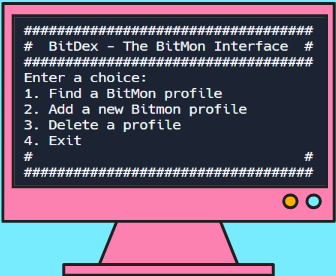 ###################################
#  BitDex – The BitMon Interface  #
###################################
Enter a choice:
1. Find a BitMon profile
2. Add a new Bitmon profile
3. Delete a profile
4. Exit
#                                 #
###################################